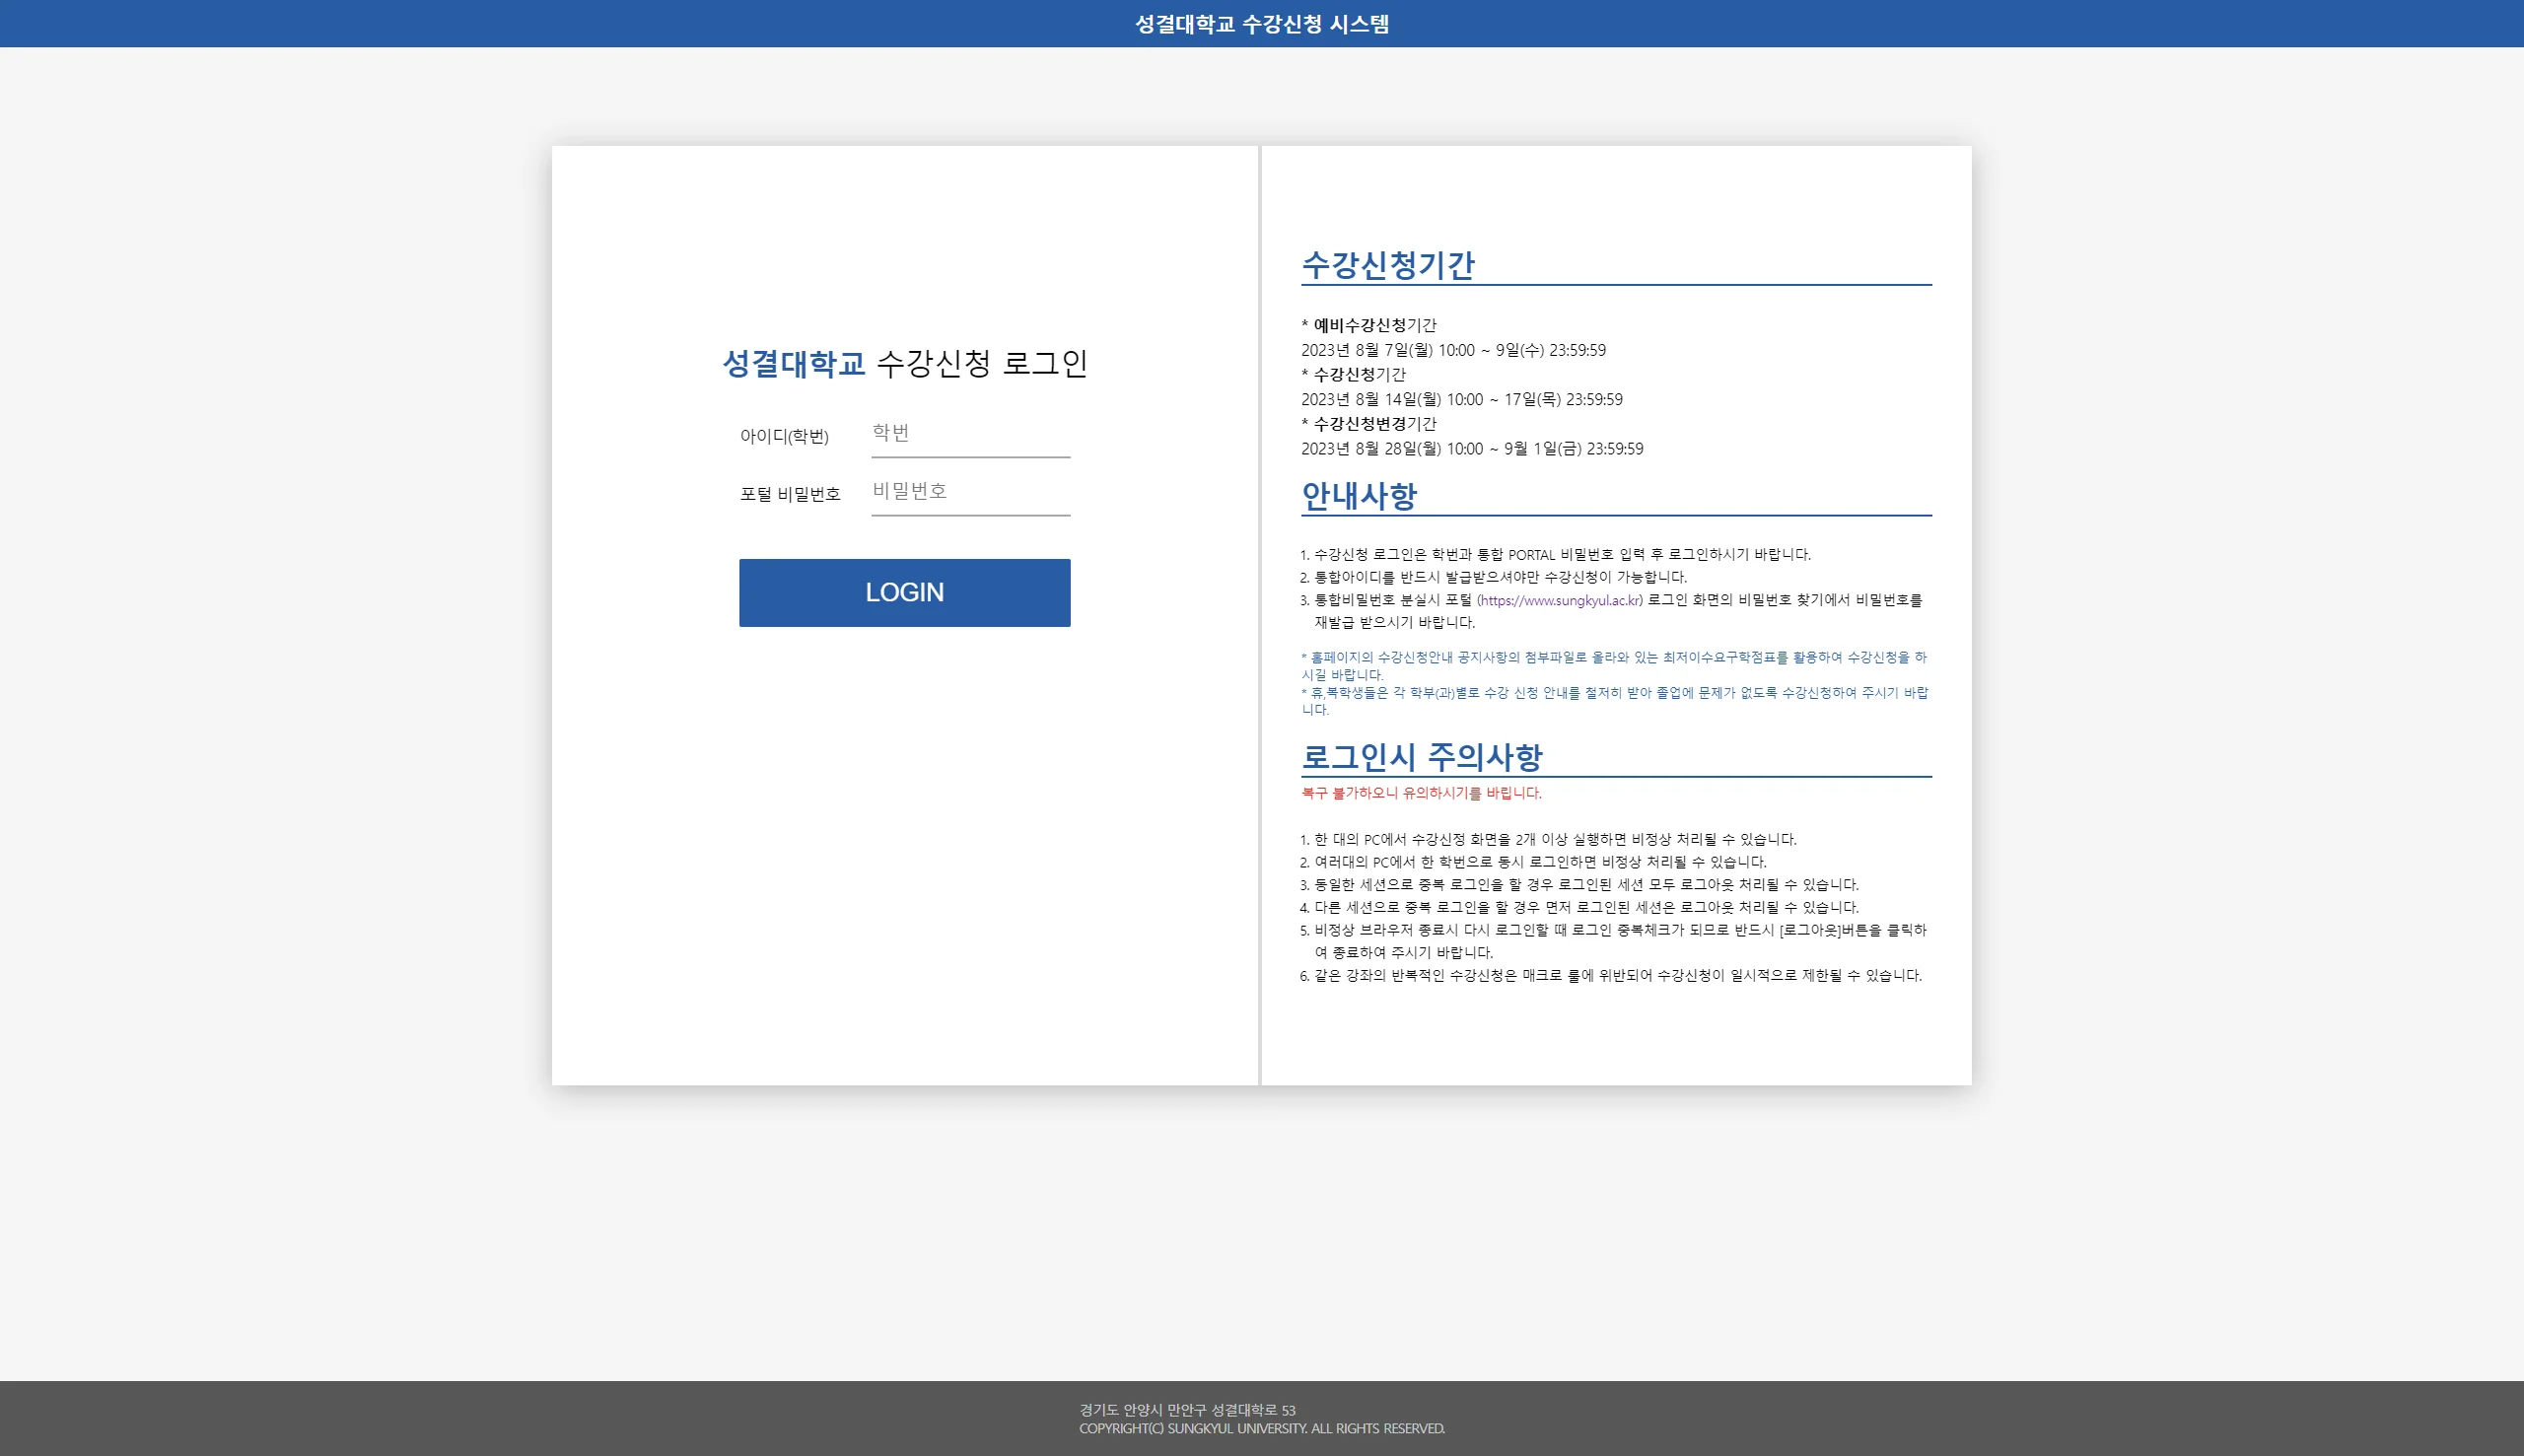 성결대학교 수강신청 시스템
성결대학교 수강신청 로그인
아이디(학번)
학번
포털 비밀번호
비밀번호
LOGIN
수강신청기간
* 예비수강신청기간
2023년 8월 7일(월) 10:00 ~ 9일(수) 23:59:59
* 수강신청기간
2023년 8월 14일(월) 10:00 ~ 17일(목) 23:59:59
* 수강신청변경기간
2023년 8월 28일(월) 10:00 ~ 9월 1일(금) 23:59:59
안내사항
1. 수강신청 로그인은 학번과 통합 PORTAL 비밀번호 입력 후 로그인하시기 바랍니다.
2. 통합아이디를 반드시 발급받으셔야만 수강신청이 가능합니다.
3. 통합비밀번호 분실시 포털 (https://www.sungkyul.ac.kr) 로그인 화면의 비밀번호 찾기에서 비밀번호를
재발급 받으시기 바랍니다.
* 홈페이지의 수강신청안내 공지사항의 첨부파일로 올라와 있는 최저이수요구학점표를 활용하여 수강신청을 하
시길 바랍니다.
* 휴,복학생들은 각 학부(과)별로 수강 신청 안내를 철저히 받아 졸업에 문제가 없도록 수강신청하여 주시기 바랍
니다.
로그인시 주의사항
복구 불가하오니 유의하시기를 바립니다.
1. 한 대의 PC에서 수강신정 화면을 2개 이상 실행하면 비정상 처리될 수 있습니다.
2. 여러대의 PC에서 한 학번으로 동시 로그인하면 비정상 처리될 수 있습니다.
3. 동일한 세션으로 중복 로그인을 할 경우 로그인된 세션 모두 로그아웃 처리될 수 있습니다.
4. 다른 세션으로 중복 로그인을 할 경우 먼저 로그인된 세션은 로그아웃 처리될 수 있습니다.
5. 비정상 브라우저 종료시 다시 로그인할 때 로그인 중복체크가 되므로 반드시 [로그아웃]버튼을 클릭하
여 종료하여 주시기 바랍니다.
6. 같은 강좌의 반복적인 수강신청은 매크로 룰에 위반되어 수강신청이 일시적으로 제한될 수 있습니다.
경기도 안양시 만안구 성결대학로 53
COPYRIGHT(C) SUNGKYUL UNIVERSITY. ALL RIGHTS RESERVED.